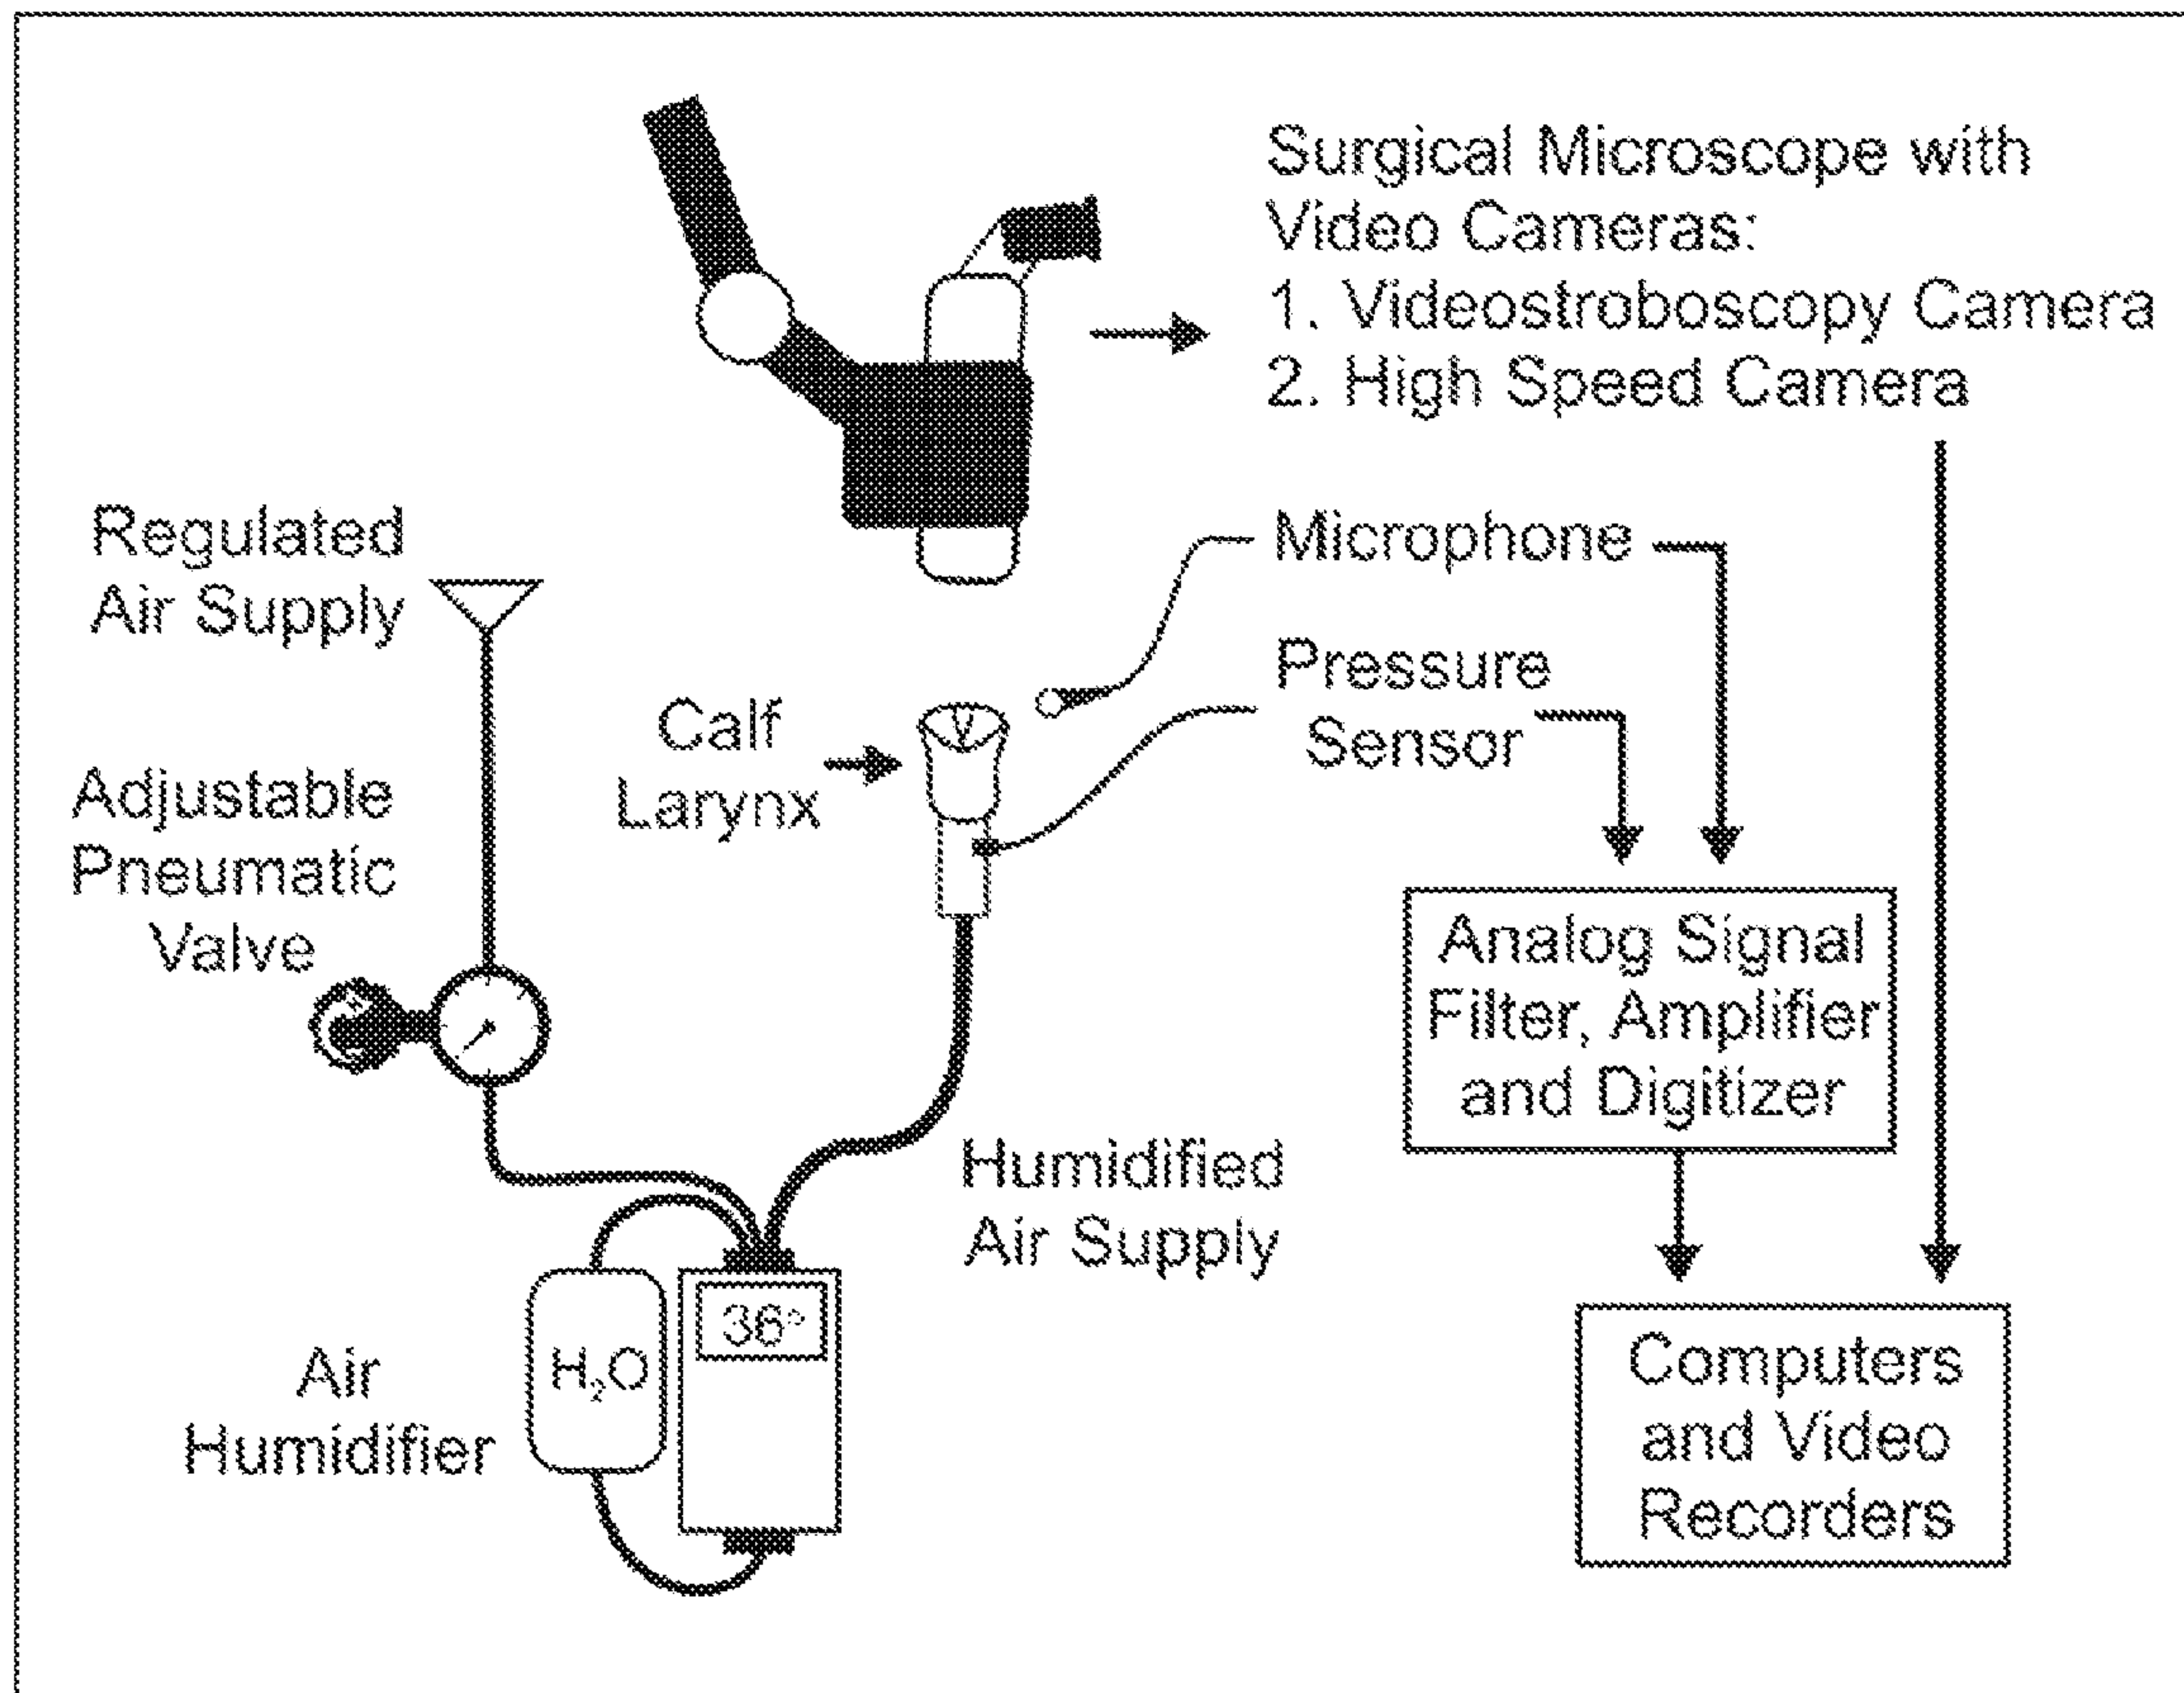 Surgical Microscope with
Video Cameras:
1. Videostroboscopy Camera
2. High Speed Camera
Regulated
Air Supply
Microphone
Pressure
Sensor
Calf
Larynx
Adjustable
Pneumatic
Valve
Analog Signal
Filter, Amplifier
and Digitizer
Humidified
Air Supply
36°
H₂O
Air
Humidifier
Computers
and Video
Recorders